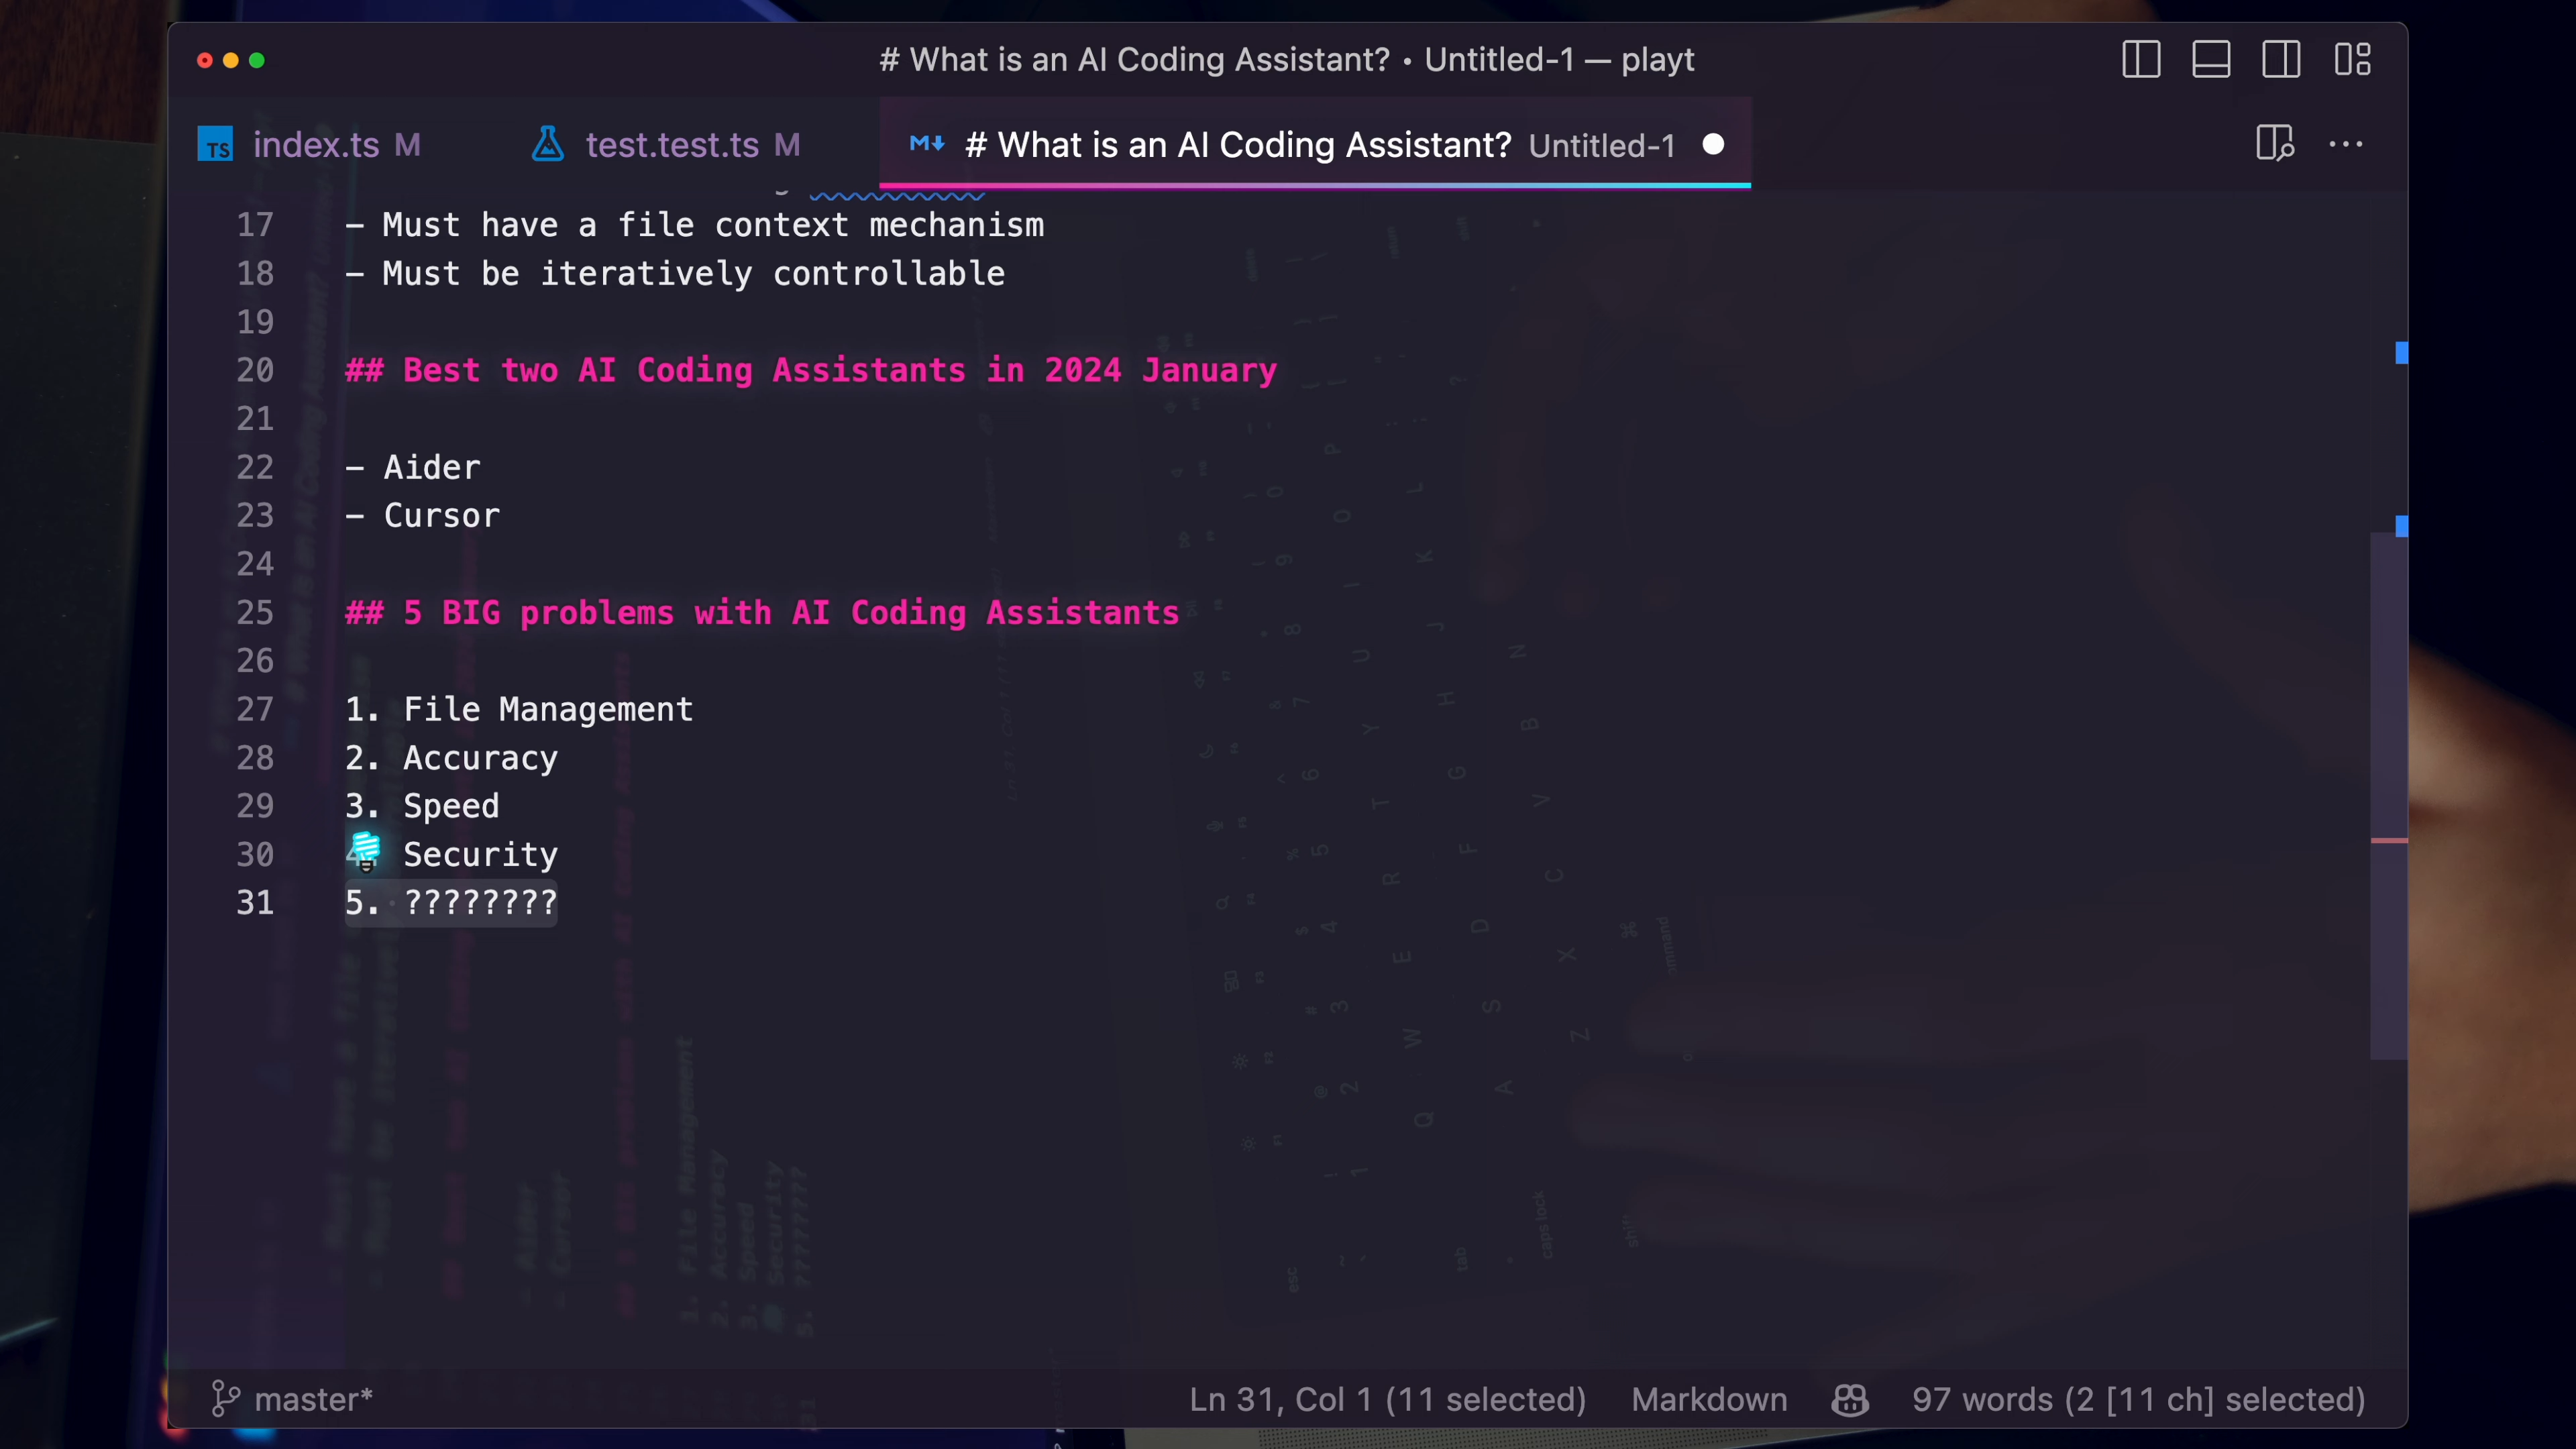 # What is an AI Coding Assistant? • Untitled-1 — playt
TS index.ts M test.test.ts M M↓ # What is an AI Coding Assistant? Untitled-1
17 - Must have a file context mechanism
18 - Must be iteratively controllable
19
20 ## Best two AI Coding Assistants in 2024 January
21
22 - Aider
23 - Cursor
24
25 ## 5 BIG problems with AI Coding Assistants
26
27 1. File Management
28 2. Accuracy
29 3. Speed
30 Security
31 5. ????????
master* Ln 31, Col 1 (11 selected) Markdown 97 words (2 [11 ch] selected)